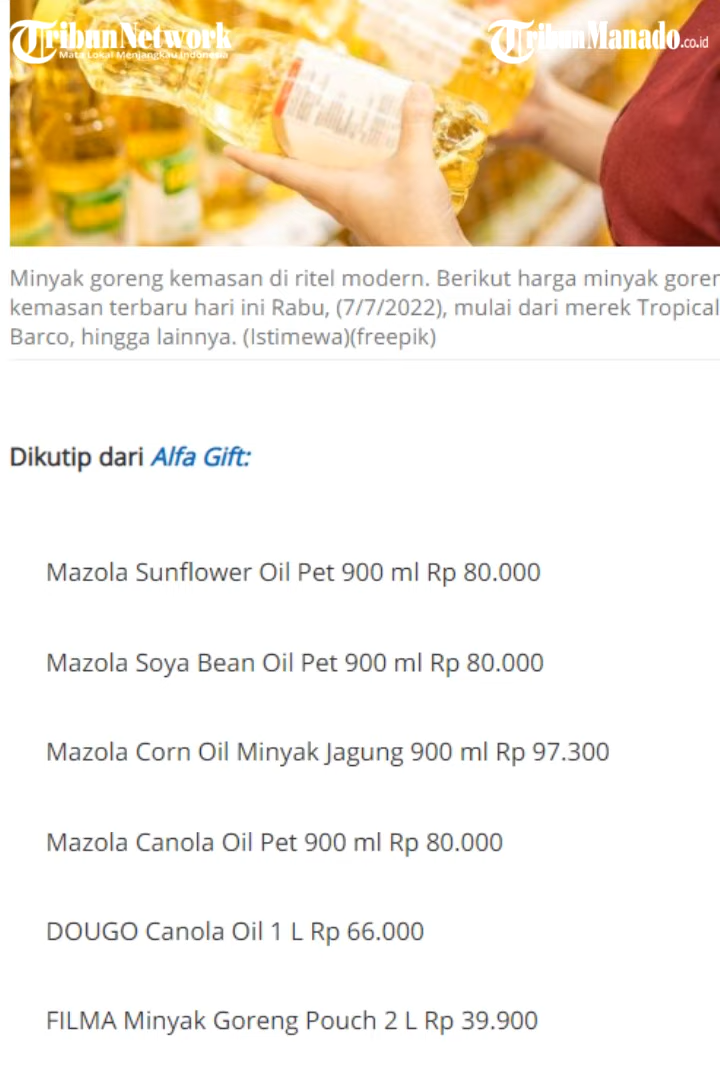 TribunNetwork
Mata Lokal Menjangkau Indonesia
TribunManado.co.id
Minyak goreng kemasan di ritel modern. Berikut harga minyak gorer
kemasan terbaru hari ini Rabu, (7/7/2022), mulai dari merek Tropical
Barco, hingga lainnya. (Istimewa)(freepik)
Dikutip dari Alfa Gift:
Mazola Sunflower Oil Pet 900 ml Rp 80.000
Mazola Soya Bean Oil Pet 900 ml Rp 80.000
Mazola Corn Oil Minyak Jagung 900 ml Rp 97.300
Mazola Canola Oil Pet 900 ml Rp 80.000
DOUGO Canola Oil 1 L Rp 66.000
FILMA Minyak Goreng Pouch 2 L Rp 39.900